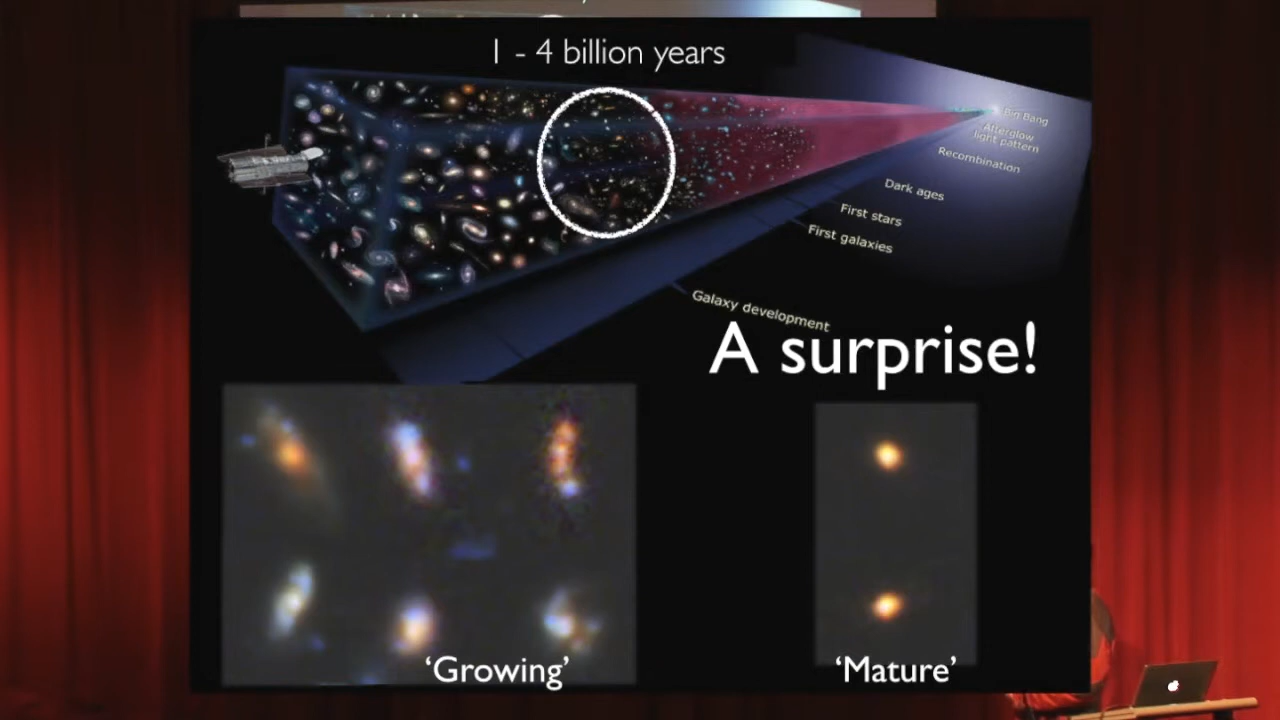 1 - 4 billion years
Big Bang
Afterglow
light pattern
Recombination
Dark ages
First stars
First galaxies
Galaxy development
A surprise!
‘Growing’
‘Mature’